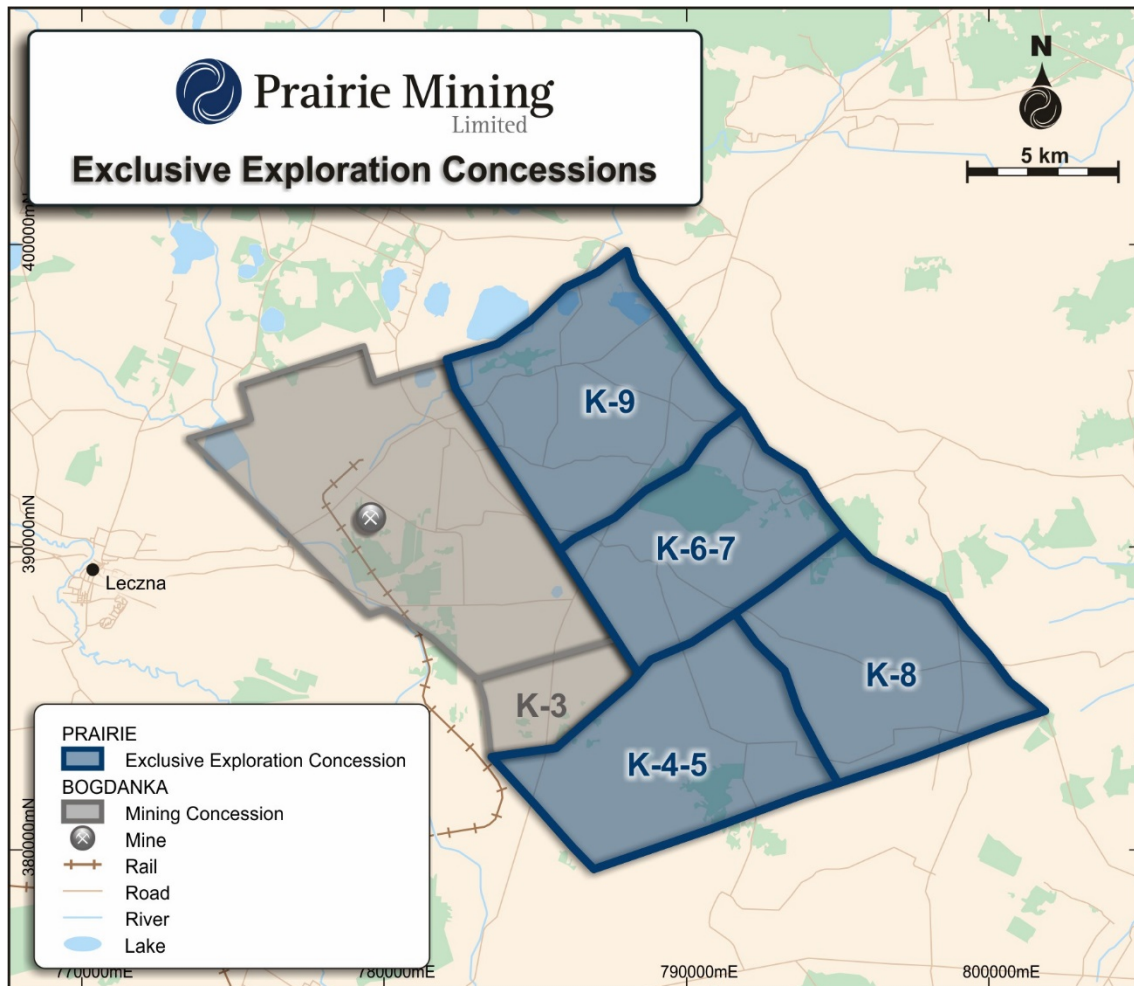 Prairie Mining
Limited
Exclusive Exploration Concessions
N
5 km
400000mN
390000mN
380000mN
K-9
K-6-7
K-8
K-3
K-4-5
Leczna
PRAIRIE
Exclusive Exploration Concession
BOGDANKA
Mining Concession
Mine
Rail
Road
River
Lake
770000mE
780000mE
790000mE
800000mE